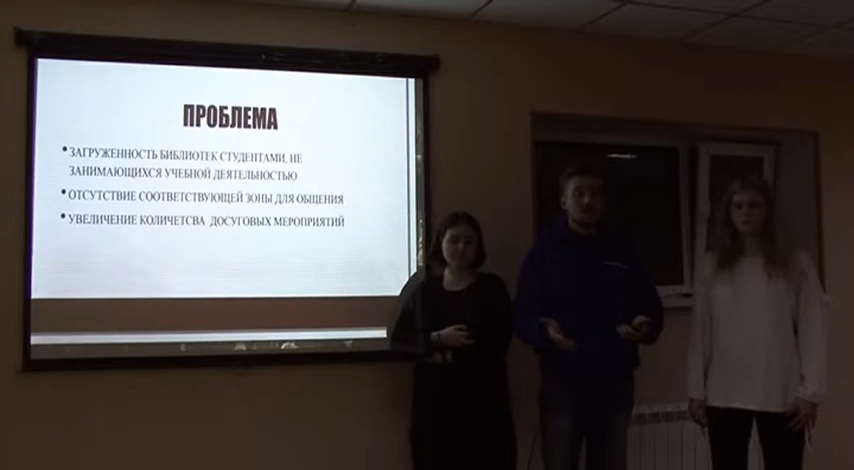 ПРОБЛЕМА
• ЗАГРУЖЕННОСТЬ БИБЛИОТЕК СТУДЕНТАМИ, НЕ
ЗАНИМАЮЩИХСЯ УЧЕБНОЙ ДЕЯТЕЛЬНОСТЬЮ
• ОТСУТСТВИЕ СООТВЕТСТВУЮЩЕЙ ЗОНЫ ДЛЯ ОБЩЕНИЯ
• УВЕЛИЧЕНИЕ КОЛИЧЕТСВА ДОСУГОВЫХ МЕРОПРИЯТИЙ